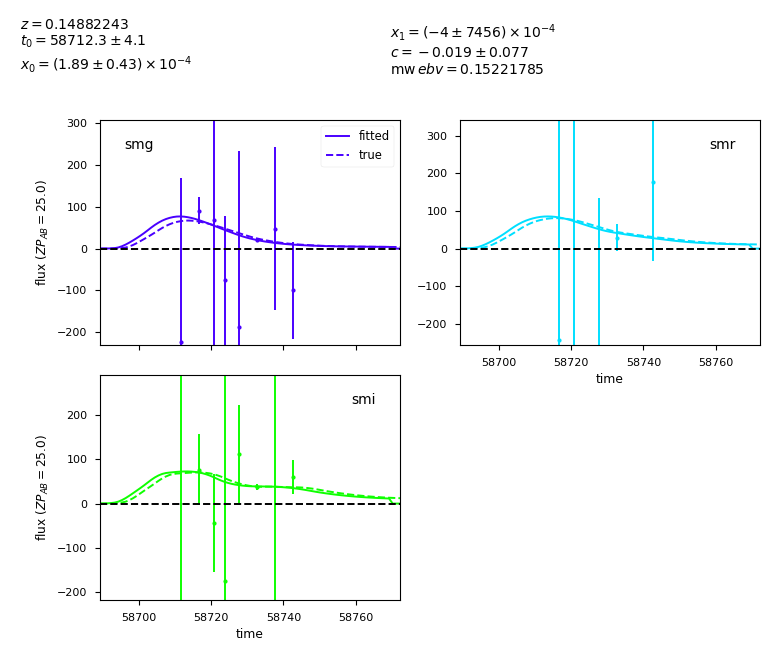 z = 0.14882243
t₀ = 58712.3 ± 4.1
x₀ = (1.89 ± 0.43) × 10⁻⁴
x₁ = (−4 ± 7456) × 10⁻⁴
c = −0.019 ± 0.077
mw ebv = 0.15221785
300
200
100
0
−100
−200
flux (ZP_AB = 25.0)
smg
fitted
true
300
200
100
0
−100
−200
smr
58700
58720
58740
58760
time
200
100
0
−100
−200
flux (ZP_AB = 25.0)
smi
58700
58720
58740
58760
time